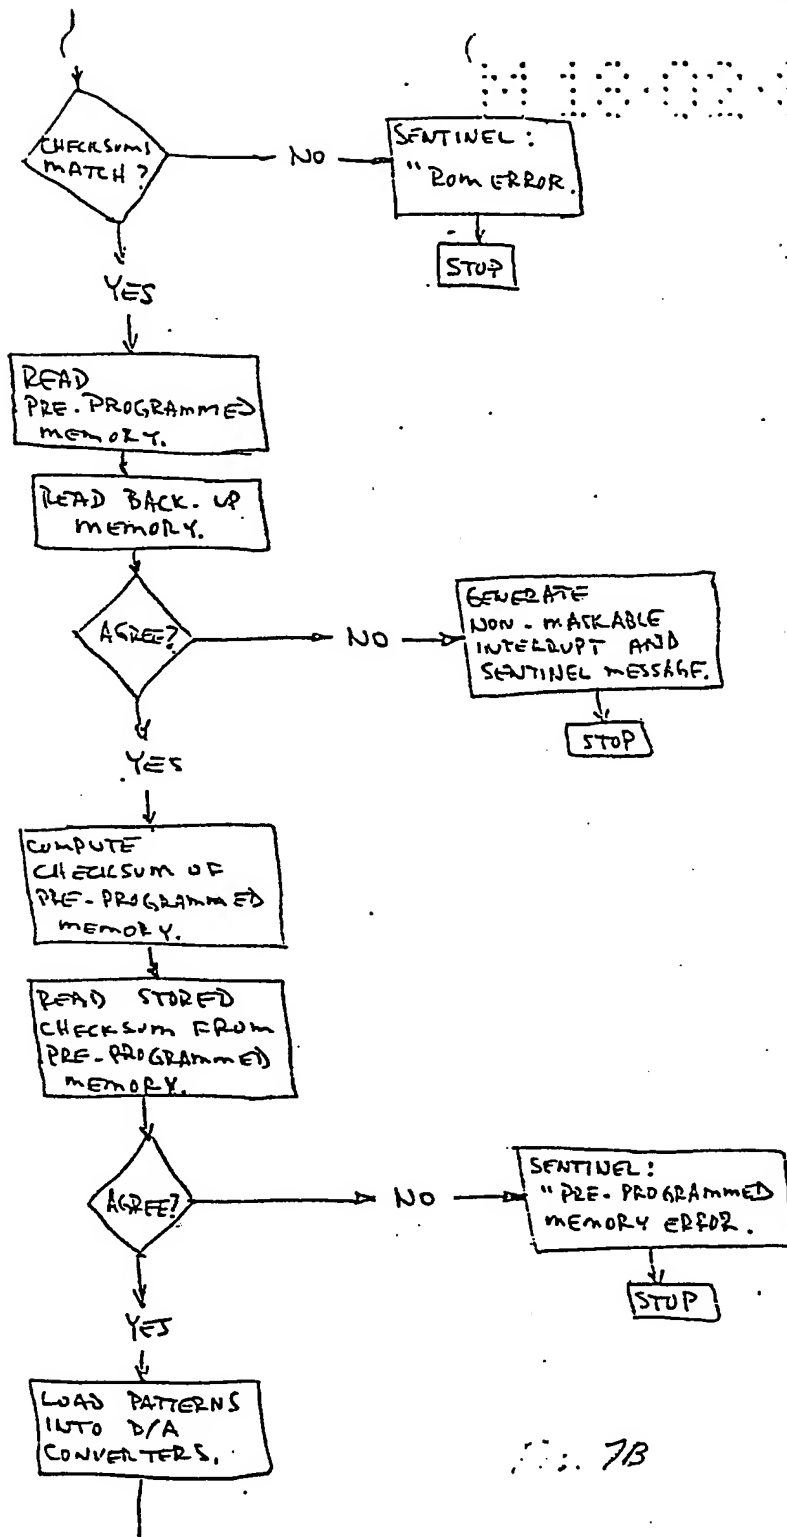 M 18·02·
CHECKSUMS
MATCH?
NO
SENTINEL:
"ROM ERROR.
STOP
YES
READ
PRE-PROGRAMMED
MEMORY.
READ BACK-UP
MEMORY.
AGREE?
NO
GENERATE
NON-MASKABLE
INTERRUPT AND
SENTINEL MESSAGE.
STOP
YES
COMPUTE
CHECKSUM OF
PRE-PROGRAMMED
MEMORY.
READ STORED
CHECKSUM FROM
PRE-PROGRAMMED
MEMORY.
AGREE?
NO
SENTINEL:
"PRE-PROGRAMMED
MEMORY ERROR.
STOP
YES
LOAD PATTERNS
INTO D/A
CONVERTERS.
7B